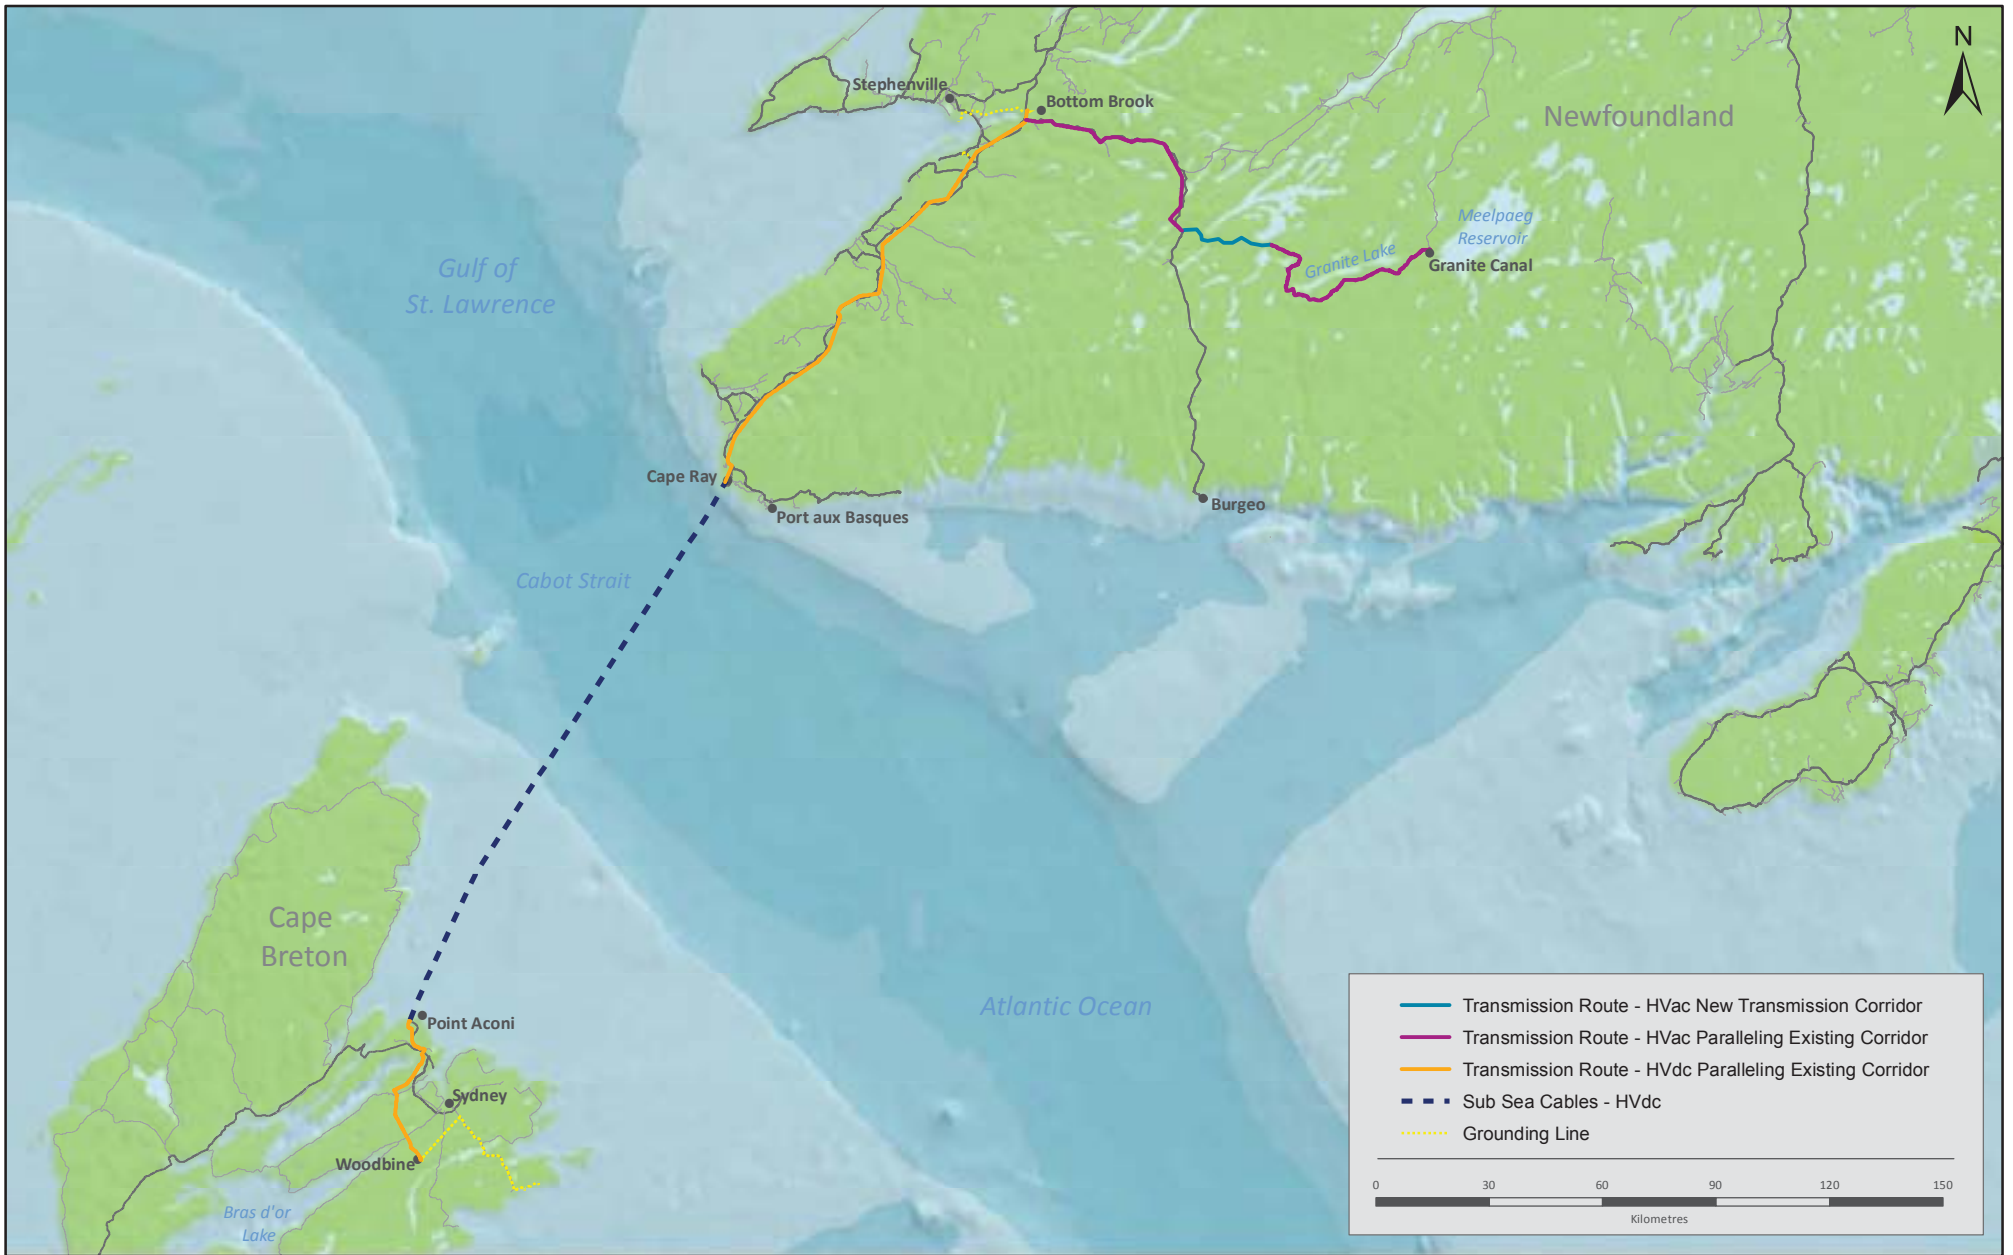 N
Stephenville
Bottom Brook
Newfoundland
Meelpaeg
Reservoir
Granite Lake
Granite Canal
Gulf of
St. Lawrence
Cape Ray
Port aux Basques
Burgeo
Cabot Strait
Cape
Breton
Atlantic Ocean
Point Aconi
Sydney
Woodbine
Bras d'or
Lake
Transmission Route - HVac New Transmission Corridor
Transmission Route - HVac Paralleling Existing Corridor
Transmission Route - HVdc Paralleling Existing Corridor
Sub Sea Cables - HVdc
Grounding Line
0 30 60 90 120 150
Kilometres